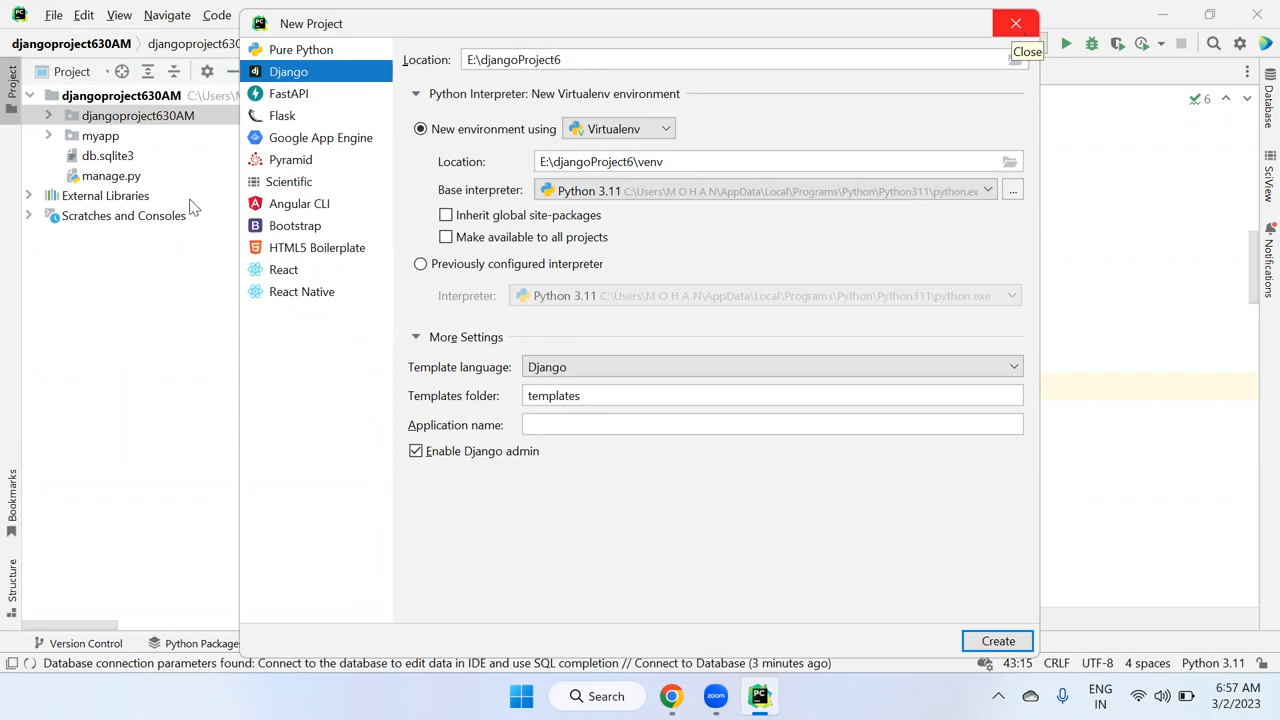 File Edit View Navigate Code
New Project
Close
djangoproject630AM djangoproject630
Project
djangoproject630AM C:\Users\M
djangoproject630AM
myapp
db.sqlite3
manage.py
External Libraries
Scratches and Consoles
Project
Bookmarks
Structure
Pure Python
Django
FastAPI
Flask
Google App Engine
Pyramid
Scientific
Angular CLI
Bootstrap
HTML5 Boilerplate
React
React Native
Location: E:\djangoProject6
Python Interpreter: New Virtualenv environment
New environment using Virtualenv
Location: E:\djangoProject6\venv
Base interpreter: Python 3.11 C:\Users\M O H A N\AppData\Local\Programs\Python\Python311\python.ex ...
Inherit global site-packages
Make available to all projects
Previously configured interpreter
Interpreter: Python 3.11 C:\Users\M O H A N\AppData\Local\Programs\Python\Python311\python.exe
More Settings
Template language: Django
Templates folder: templates
Application name:
Enable Django admin
Create
6
Database
SciView
Notifications
Version Control Python Package
Database connection parameters found: Connect to the database to edit data in IDE and use SQL completion // Connect to Database (3 minutes ago) 43:15 CRLF UTF-8 4 spaces Python 3.11
Search
zoom
PC
ENG
IN
6:57 AM
3/2/2023